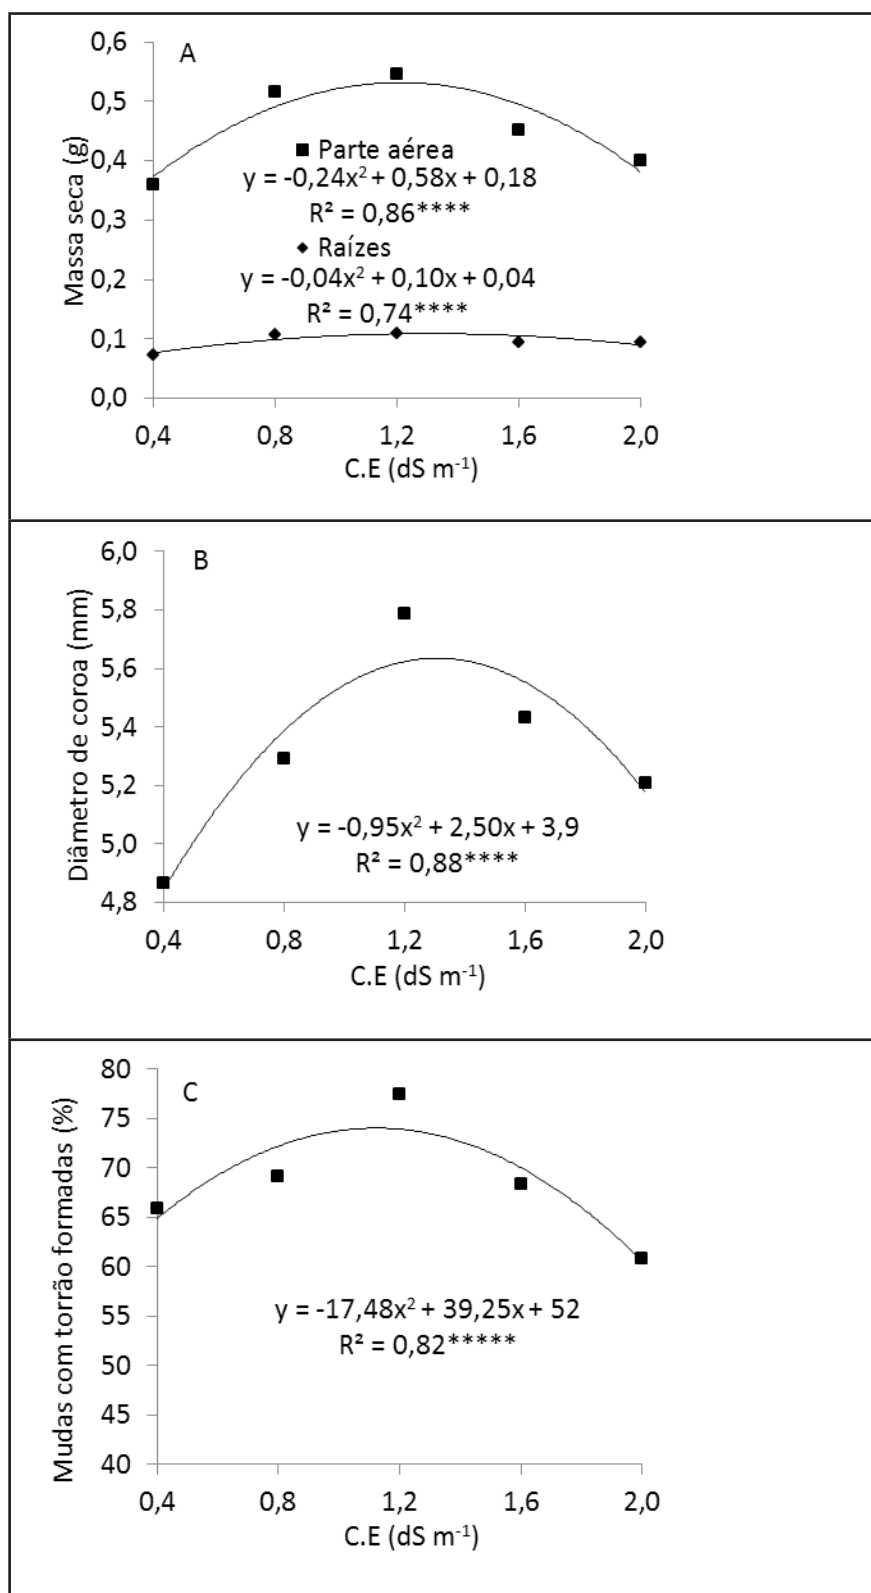 A
Massa seca (g)
0,6
0,5
0,4
0,3
0,2
0,1
0,0
■ Parte aérea
y = -0,24x² + 0,58x + 0,18
R² = 0,86****
◆ Raízes
y = -0,04x² + 0,10x + 0,04
R² = 0,74****
0,4 0,8 1,2 1,6 2,0
C.E (dS m⁻¹)
B
Diâmetro de coroa (mm)
6,0
5,8
5,6
5,4
5,2
5,0
4,8
y = -0,95x² + 2,50x + 3,9
R² = 0,88****
0,4 0,8 1,2 1,6 2,0
C.E (dS m⁻¹)
C
Mudas com torrão formadas (%)
80
75
70
65
60
55
50
45
40
y = -17,48x² + 39,25x + 52
R² = 0,82*****
0,4 0,8 1,2 1,6 2,0
C.E (dS m⁻¹)